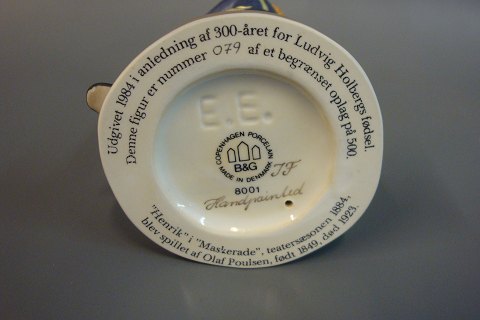 Udgivet 1984 i anledning af 300-året for Ludvig Holbergs fødsel.
Denne figur er nummer 079 af et begrænset oplag på 500.
E.E.
COPENHAGEN PORCELAIN
B&G
MADE IN DENMARK
JF
8001
Handpainted
"Henrik" i "Maskerade", teatersæsonen 1884,
blev spillet af Olaf Poulsen, født 1849, død 1923.